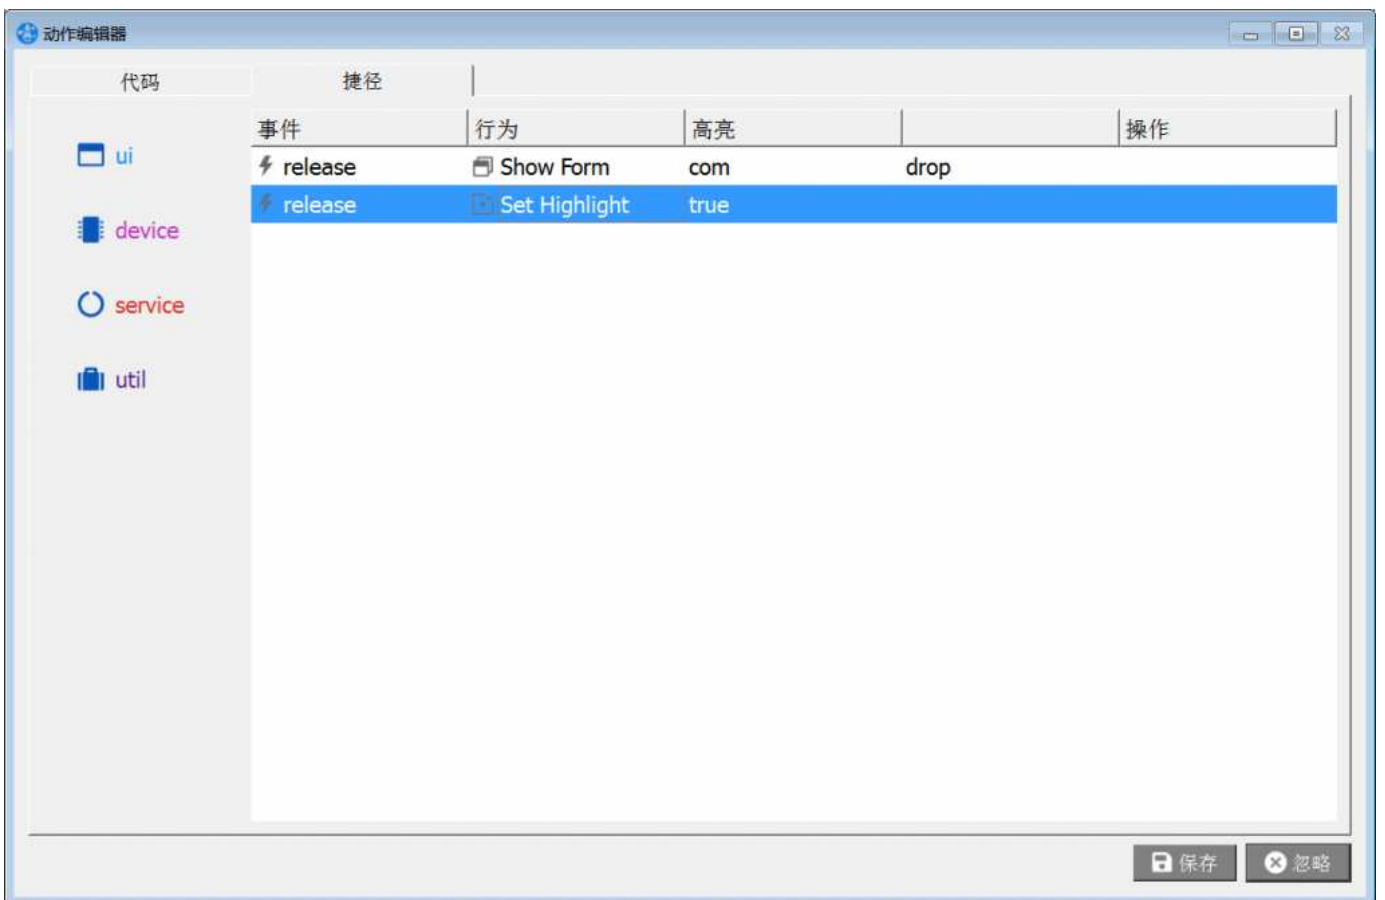 动作编辑器
代码 捷径
事件 行为 高亮 操作
ui
release Show Form com drop
release Set Highlight true
device
service
util
保存 忽略